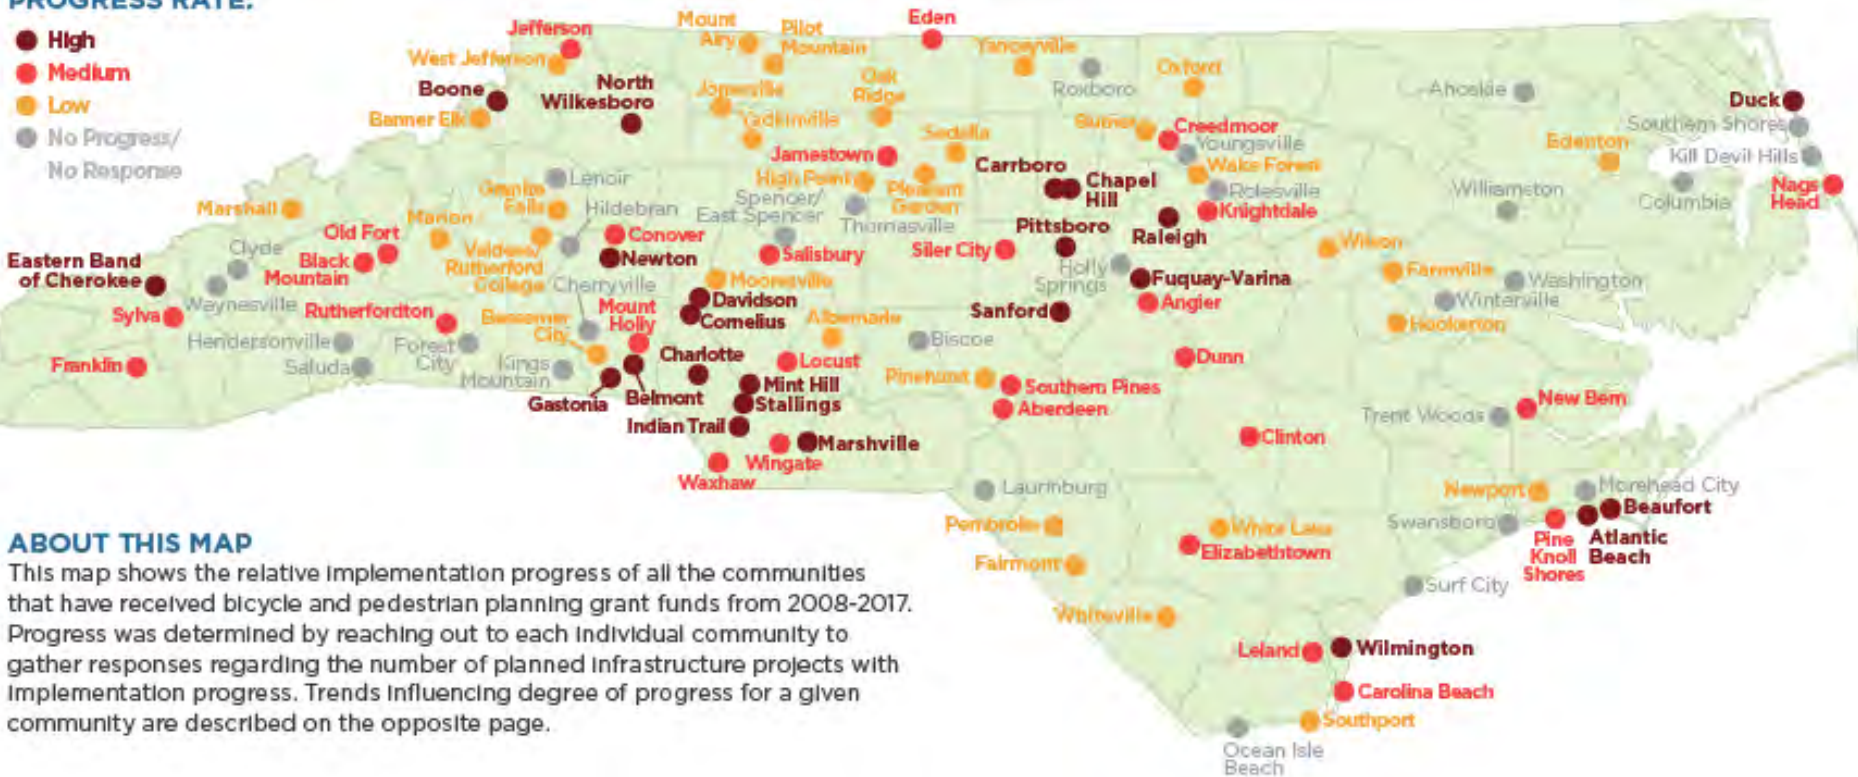 PROGRESS RATE:
High
Medium
Low
No Progress/
No Response
Jefferson
West Jefferson
Boone
Banner Elk
North
Wilkesboro
Mount
Airy
Pilot
Mountain
Jonesville
Yadkinville
Eden
Oak
Ridge
Sedalia
Jamestown
High Point
Pleasant
Garden
Thomasville
Yanceyville
Roxboro
Oxford
Butner
Creedmoor
Youngsville
Wake Forest
Rolesville
Knightdale
Carrboro
Chapel
Hill
Pittsboro
Raleigh
Siler City
Holly
Springs
Fuquay-Varina
Angier
Sanford
Ahoskie
Duck
Southern Shores
Kill Devil Hills
Nags
Head
Edenton
Columbia
Williamston
Wilson
Farmville
Washington
Winterville
Hookerton
Marshall
Marion
Old Fort
Black
Mountain
Clyde
Waynesville
Eastern Band
of Cherokee
Sylva
Franklin
Hendersonville
Saluda
Rutherfordton
Forest
City
Kings
Mountain
Lenoir
Granite
Falls
Hildebran
Valdese/
Rutherford
College
Conover
Newton
Cherryville
Bessemer
City
Mount
Holly
Gastonia
Belmont
Spencer/
East Spencer
Salisbury
Mooresville
Davidson
Cornelius
Charlotte
Albemarle
Locust
Mint Hill
Stallings
Indian Trail
Marshville
Wingate
Waxhaw
Biscoe
Pinehurst
Southern Pines
Aberdeen
Dunn
Clinton
Laurinburg
Pembroke
Fairmont
White Lake
Elizabethtown
Whiteville
Trent Woods
New Bern
Newport
Morehead City
Beaufort
Atlantic
Beach
Pine
Knoll
Shores
Swansboro
Surf City
Leland
Wilmington
Carolina Beach
Southport
Ocean Isle
Beach
ABOUT THIS MAP
This map shows the relative implementation progress of all the communities
that have received bicycle and pedestrian planning grant funds from 2008-2017.
Progress was determined by reaching out to each individual community to
gather responses regarding the number of planned infrastructure projects with
implementation progress. Trends influencing degree of progress for a given
community are described on the opposite page.